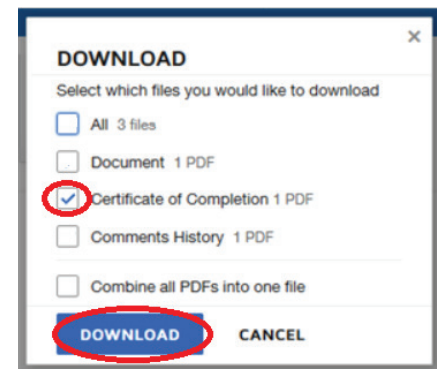 DOWNLOAD
Select which files you would like to download
All 3 files
Document 1 PDF
Certificate of Completion 1 PDF
Comments History 1 PDF
Combine all PDFs into one file
DOWNLOAD CANCEL